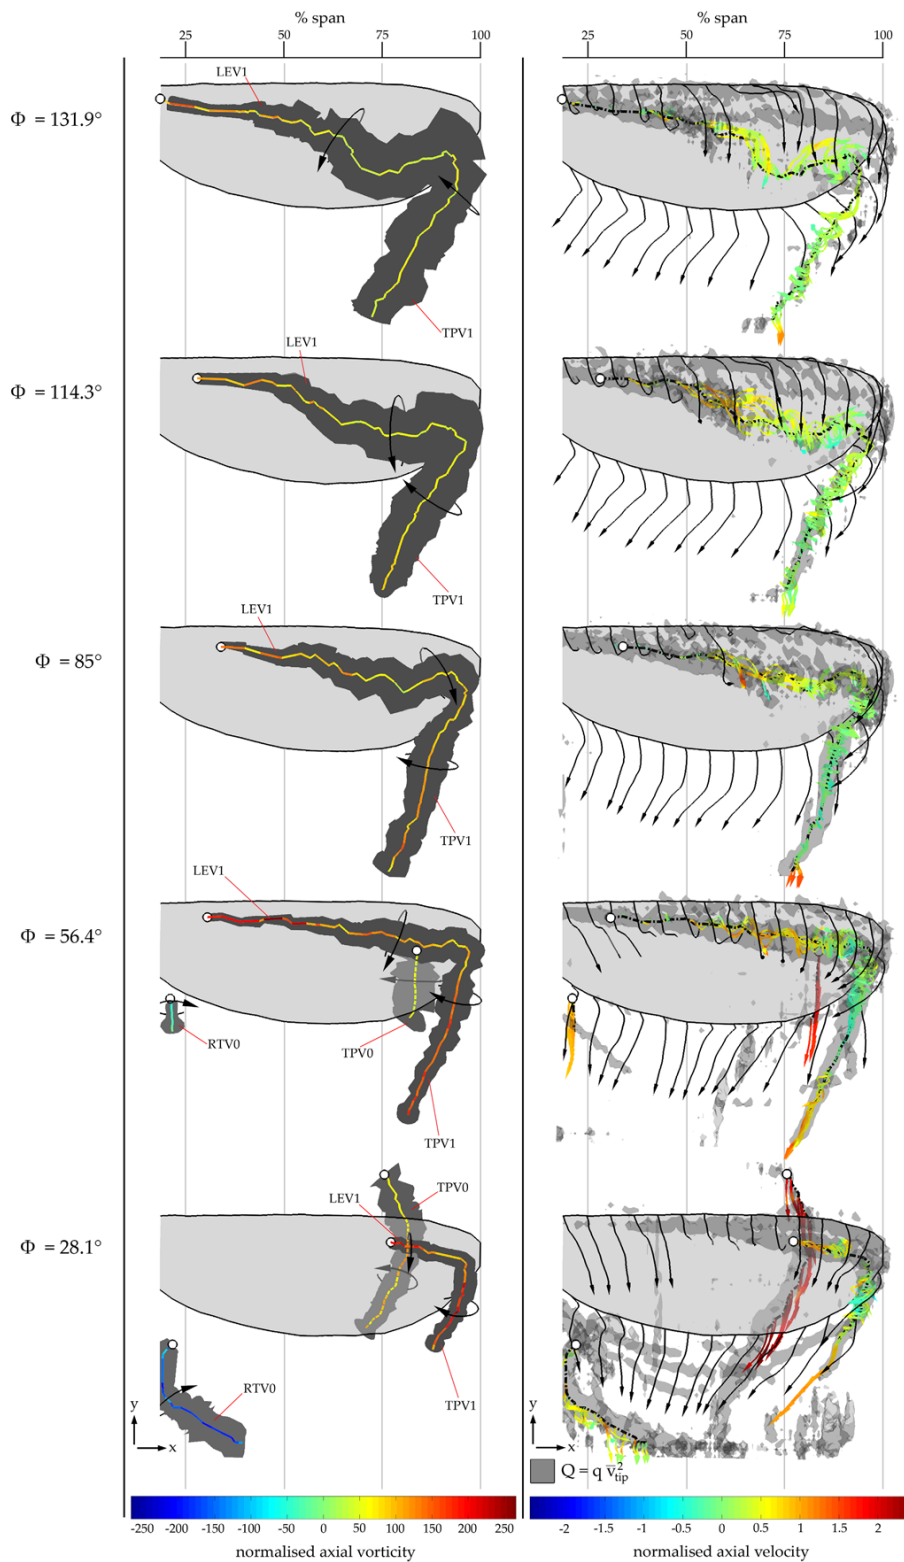 % span
% span
25 50 75 100
25 50 75 100
LEV1
Φ = 131.9°
TPV1
LEV1
Φ = 114.3°
TPV1
LEV1
Φ = 85°
TPV1
LEV1
Φ = 56.4°
RTV0
TPV0
TPV1
TPV0
LEV1
Φ = 28.1°
RTV0
TPV1
y
x
y
x
Q = q v̄²tip
-250 -200 -150 -100 -50 0 50 100 150 200 250
-2 -1.5 -1 -0.5 0 0.5 1 1.5 2
normalised axial vorticity
normalised axial velocity